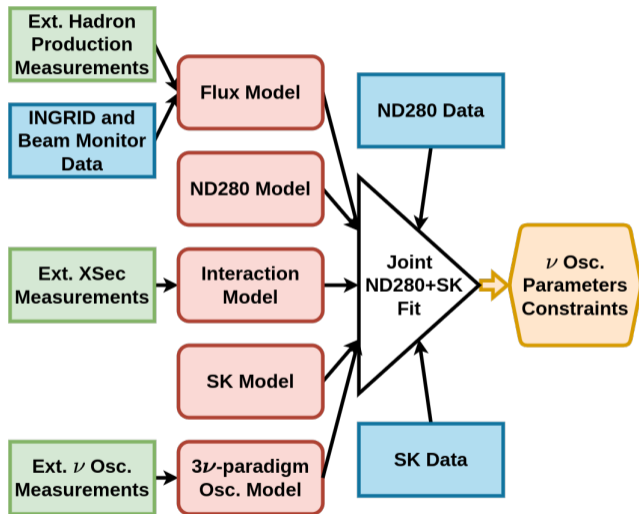 Ext. Hadron
Production
Measurements
INGRID and
Beam Monitor
Data
Flux Model
ND280 Data
ND280 Model
Ext. XSec
Measurements
Interaction
Model
Joint
ND280+SK
Fit
ν Osc.
Parameters
Constraints
SK Model
Ext. ν Osc.
Measurements
3ν-paradigm
Osc. Model
SK Data